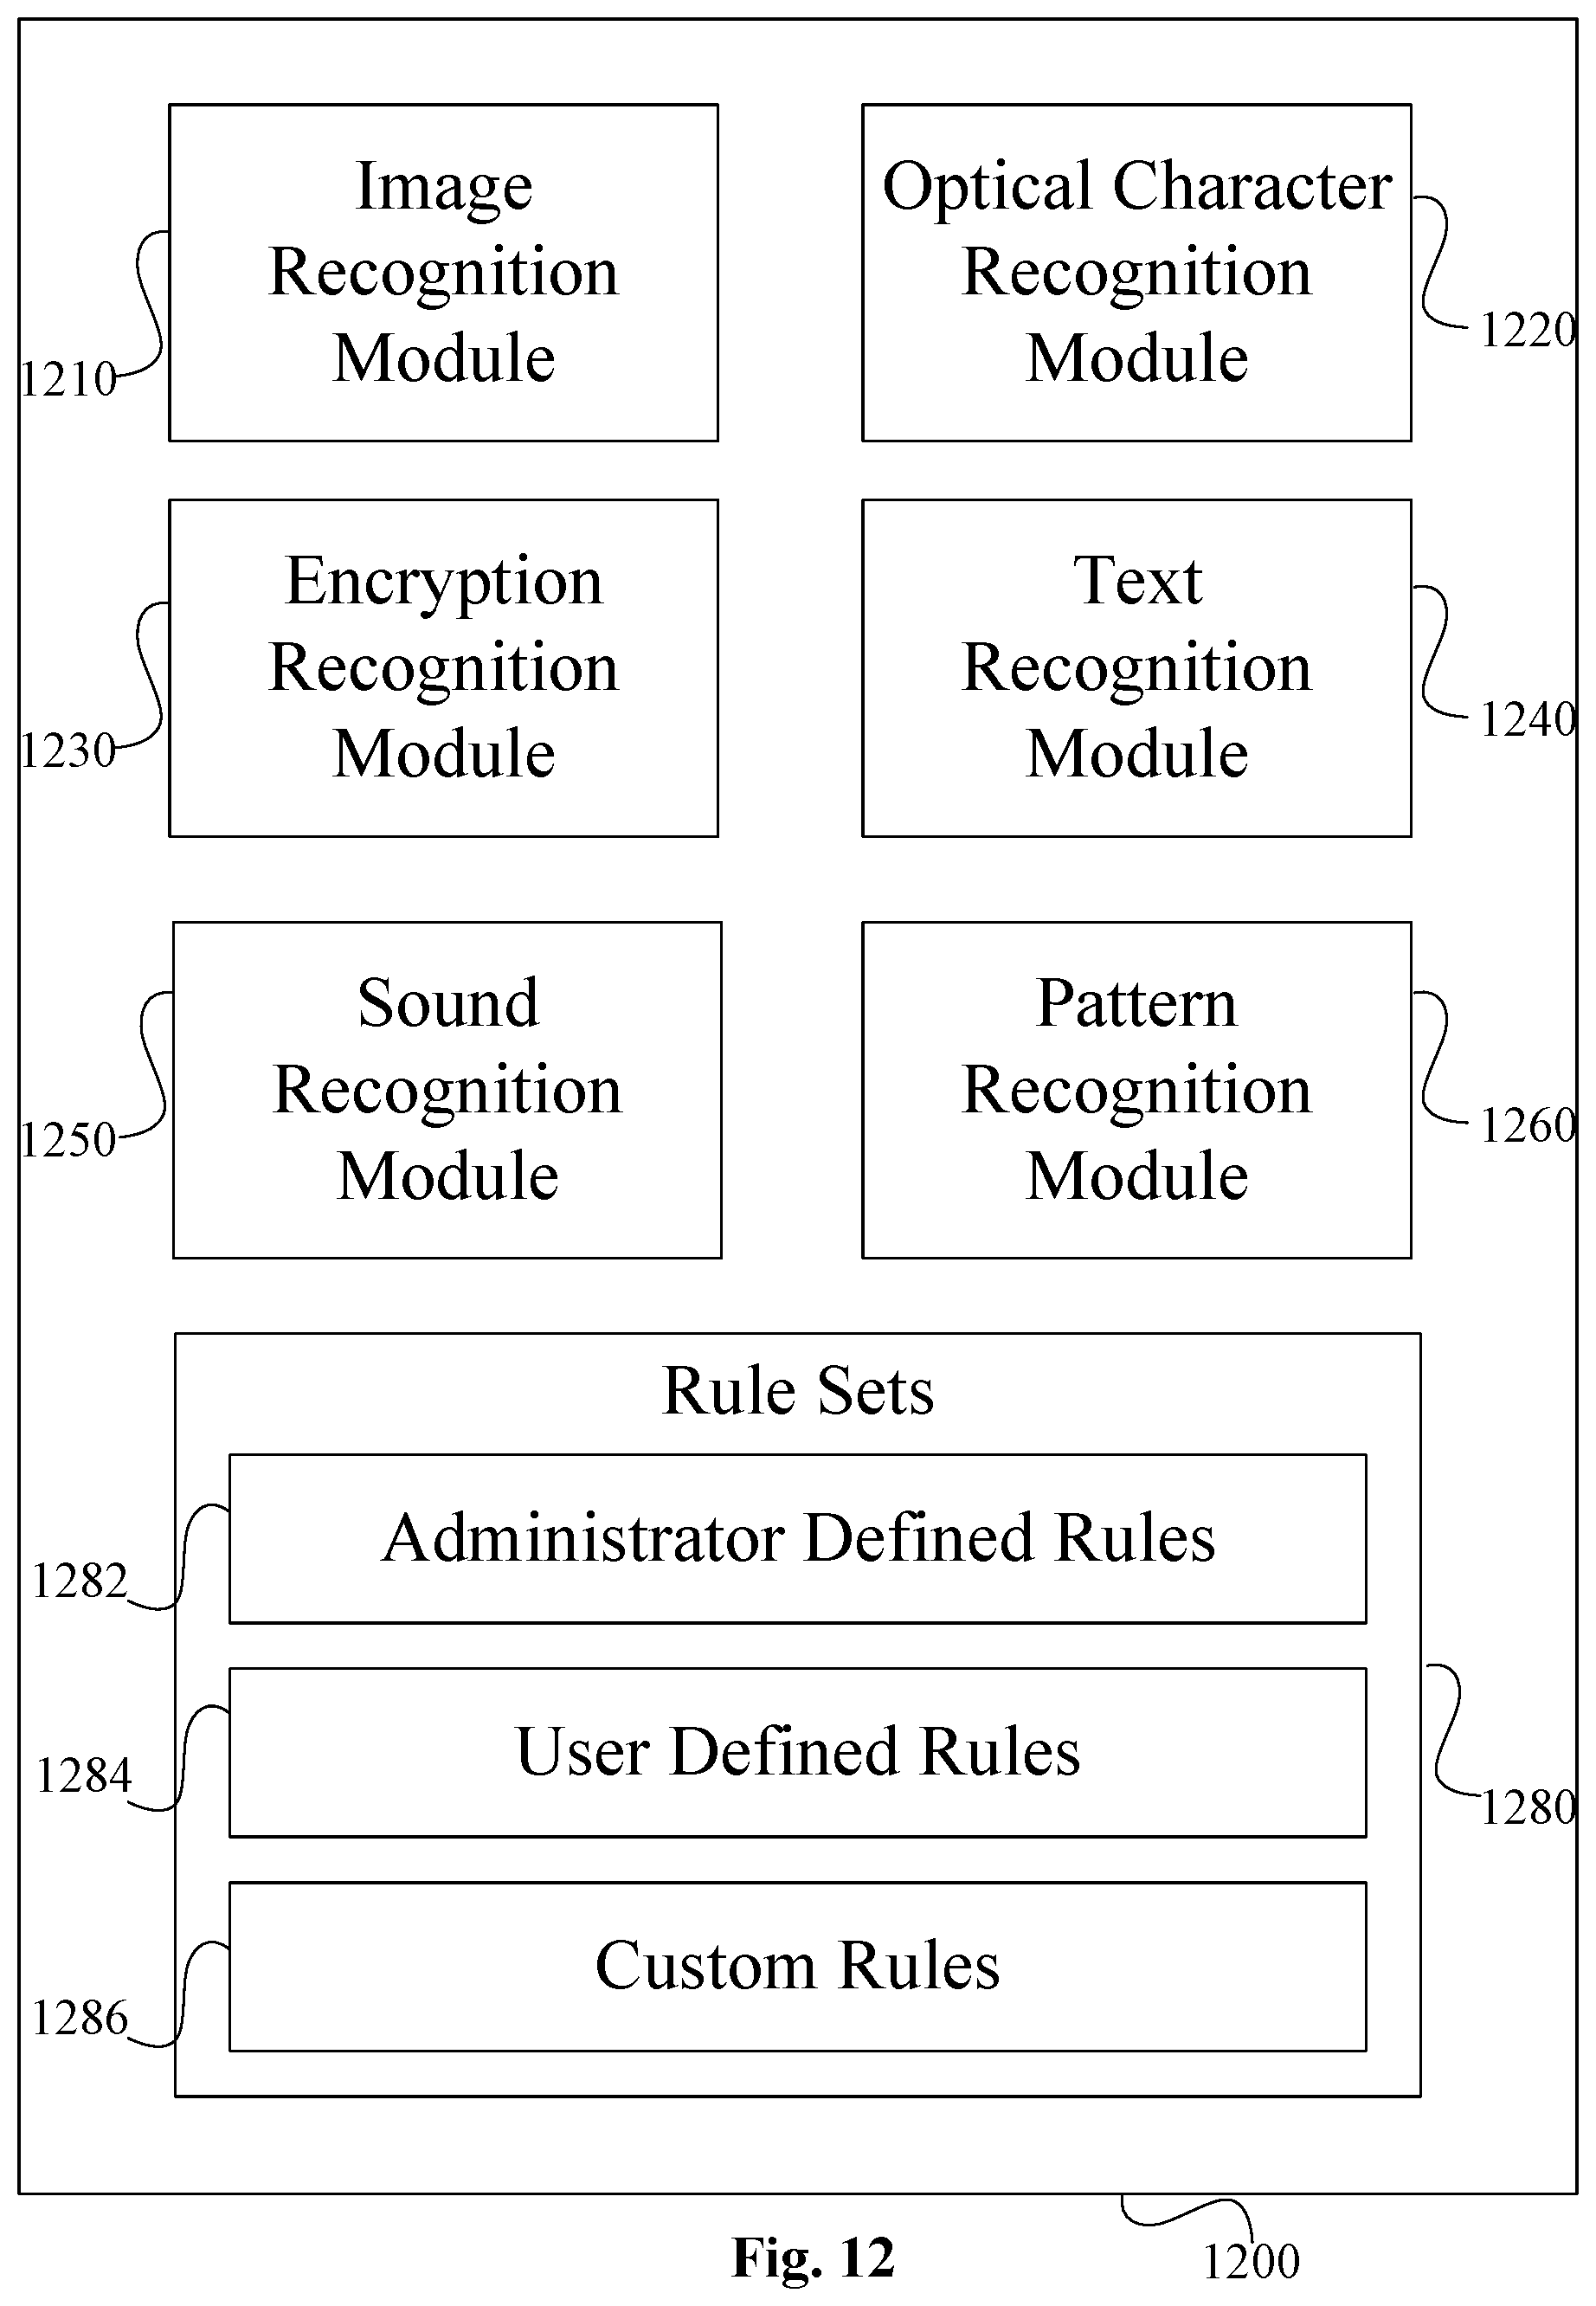 Image
Recognition
Module
1210
Optical Character
Recognition
Module
1220
Encryption
Recognition
Module
1230
Text
Recognition
Module
1240
Sound
Recognition
Module
1250
Pattern
Recognition
Module
1260
Rule Sets
Administrator Defined Rules
1282
User Defined Rules
1284
1280
Custom Rules
1286
Fig. 12
1200